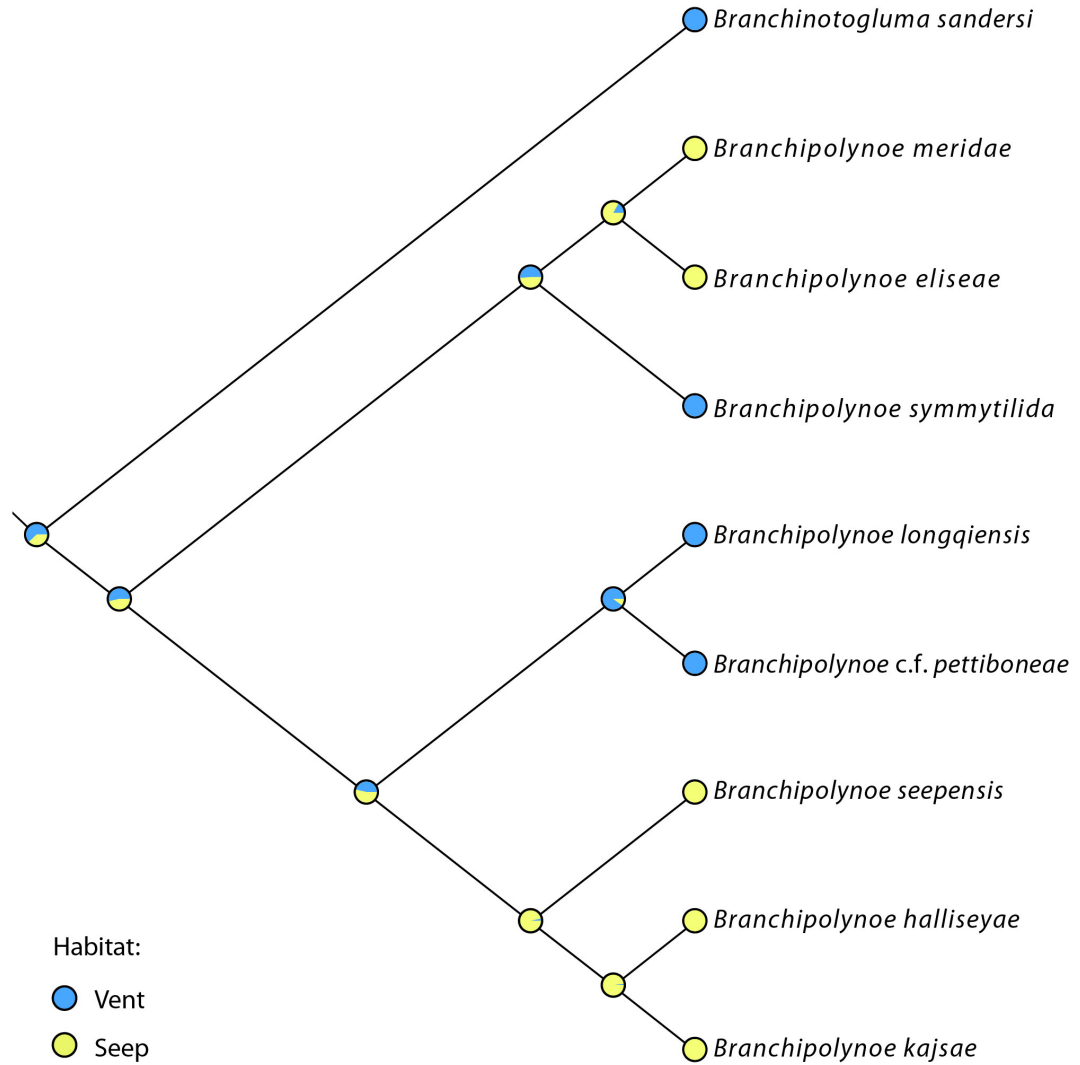 Branchinotogluma sandersi
Branchipolynoe meridae
Branchipolynoe eliseae
Branchipolynoe symmytilida
Branchipolynoe longqiensis
Branchipolynoe c.f. pettiboneae
Branchipolynoe seepensis
Branchipolynoe halliseyae
Branchipolynoe kajsae
Habitat:
Vent
Seep